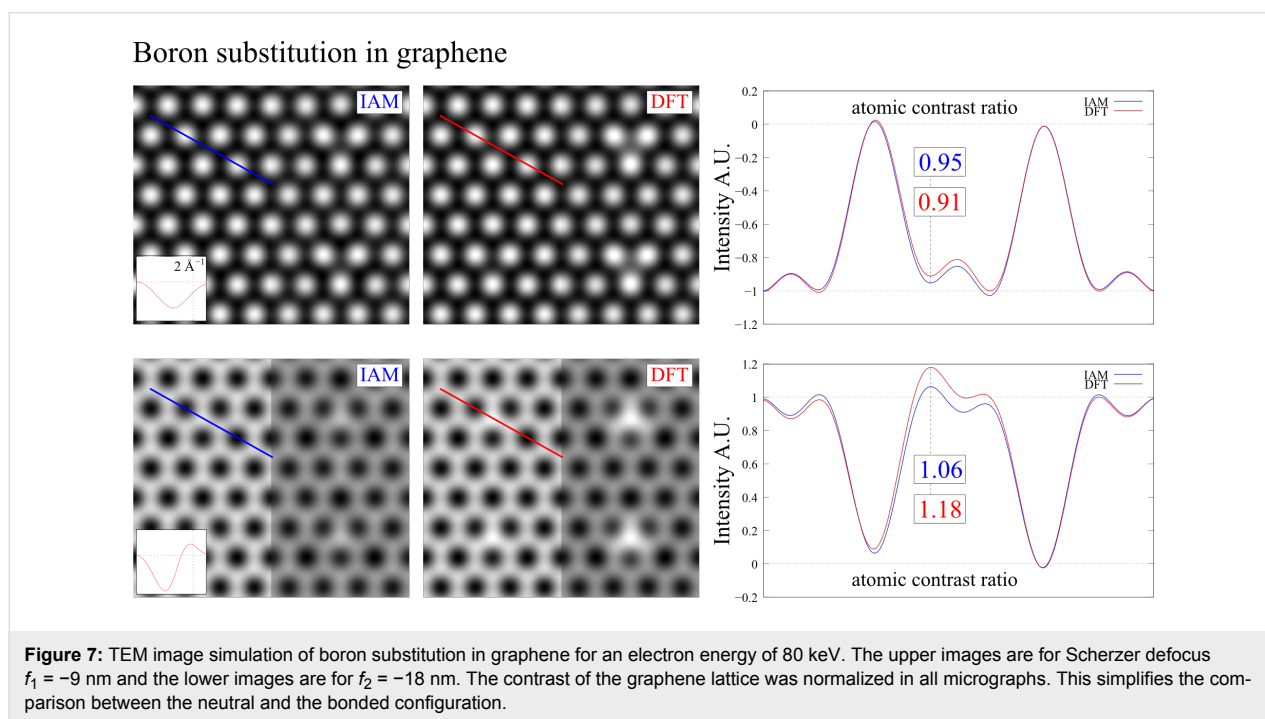 Boron substitution in graphene
IAM
2 Å⁻¹
DFT
0.2
0
−0.2
−0.4
−0.6
−0.8
−1
−1.2
Intensity A.U.
atomic contrast ratio
IAM
DFT
0.95
0.91
IAM
DFT
1.2
1
0.8
0.6
0.4
0.2
0
−0.2
Intensity A.U.
IAM
DFT
1.06
1.18
atomic contrast ratio
Figure 7: TEM image simulation of boron substitution in graphene for an electron energy of 80 keV. The upper images are for Scherzer defocus
f₁ = −9 nm and the lower images are for f₂ = −18 nm. The contrast of the graphene lattice was normalized in all micrographs. This simplifies the com-
parison between the neutral and the bonded configuration.